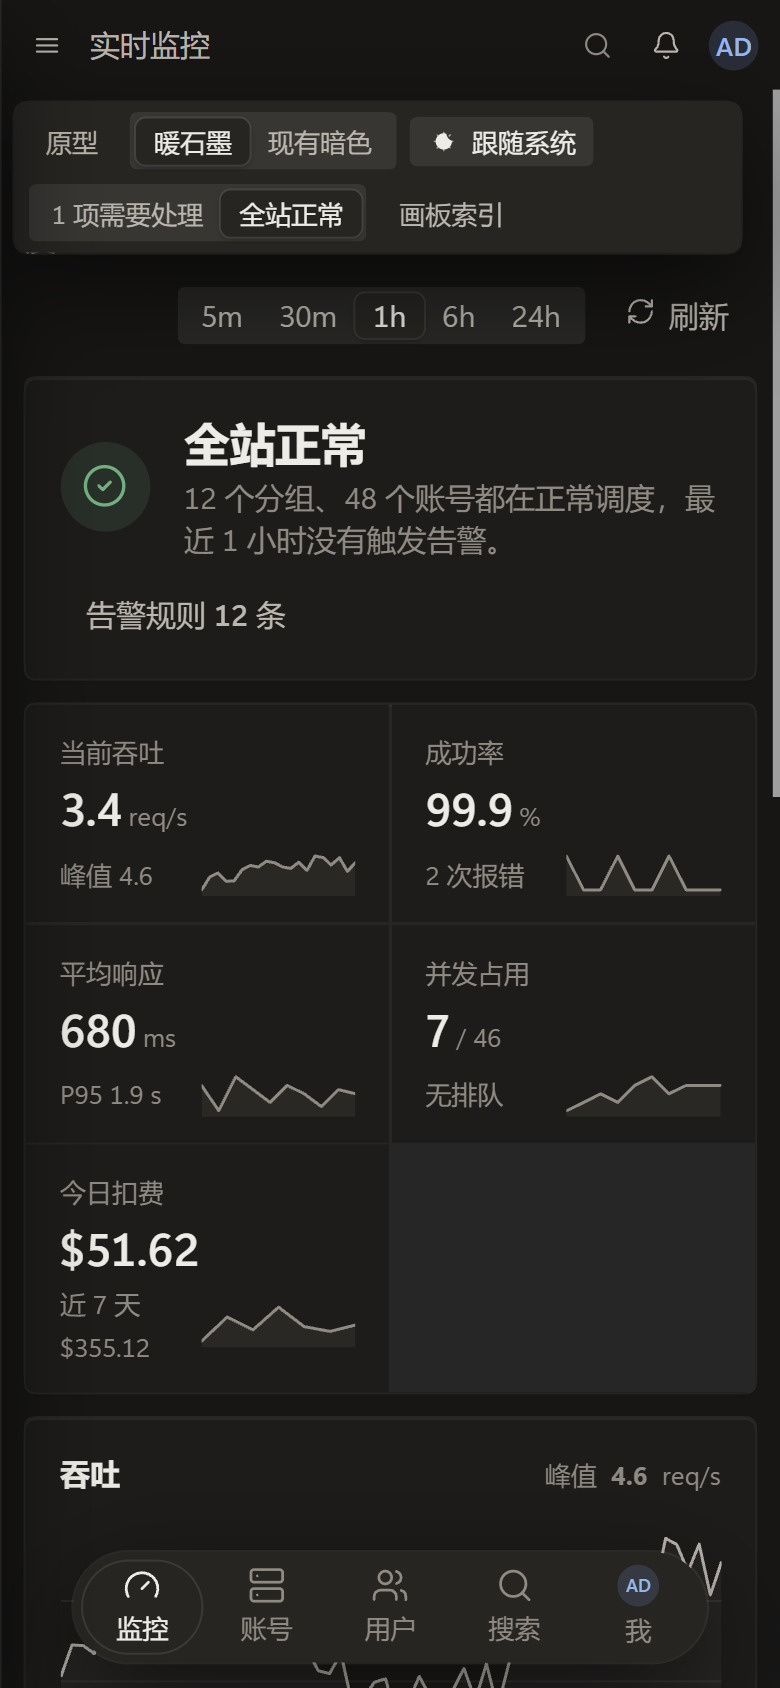 实时监控
AD
原型 暖石墨 现有暗色 跟随系统
1 项需要处理 全站正常 画板索引
5m 30m 1h 6h 24h 刷新
全站正常
12 个分组、48 个账号都在正常调度，最
近 1 小时没有触发告警。
告警规则 12 条
当前吞吐
3.4 req/s
峰值 4.6
成功率
99.9 %
2 次报错
平均响应
680 ms
P95 1.9 s
并发占用
7 / 46
无排队
今日扣费
$51.62
近 7 天
$355.12
吞吐
峰值 4.6 req/s
监控 账号 用户 搜索 AD 我